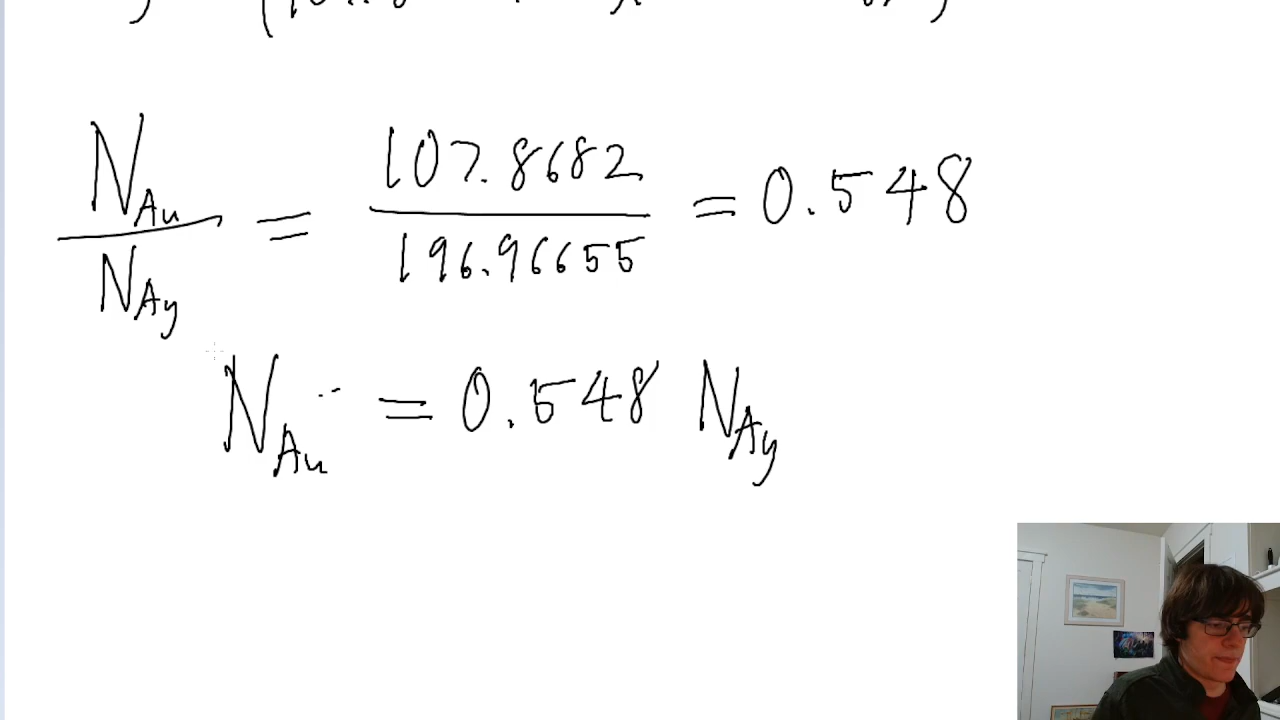 N_Au / N_Ag = 107.8682 / 196.96655 = 0.548
N_Au = 0.548 N_Ag